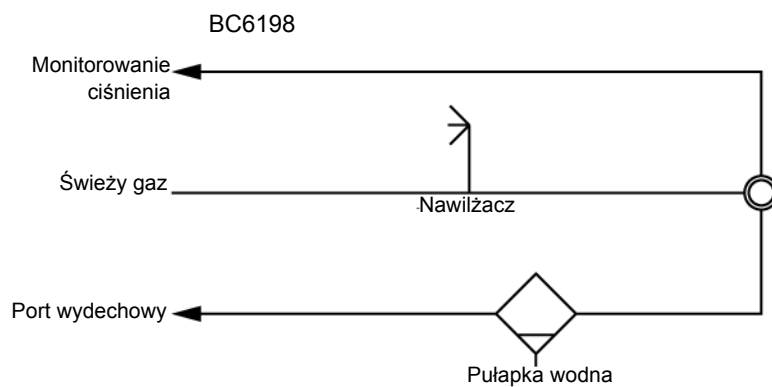 BC6198
Monitorowanie
ciśnienia
Świeży gaz
-Nawilżacz
Port wydechowy
Pułapka wodna